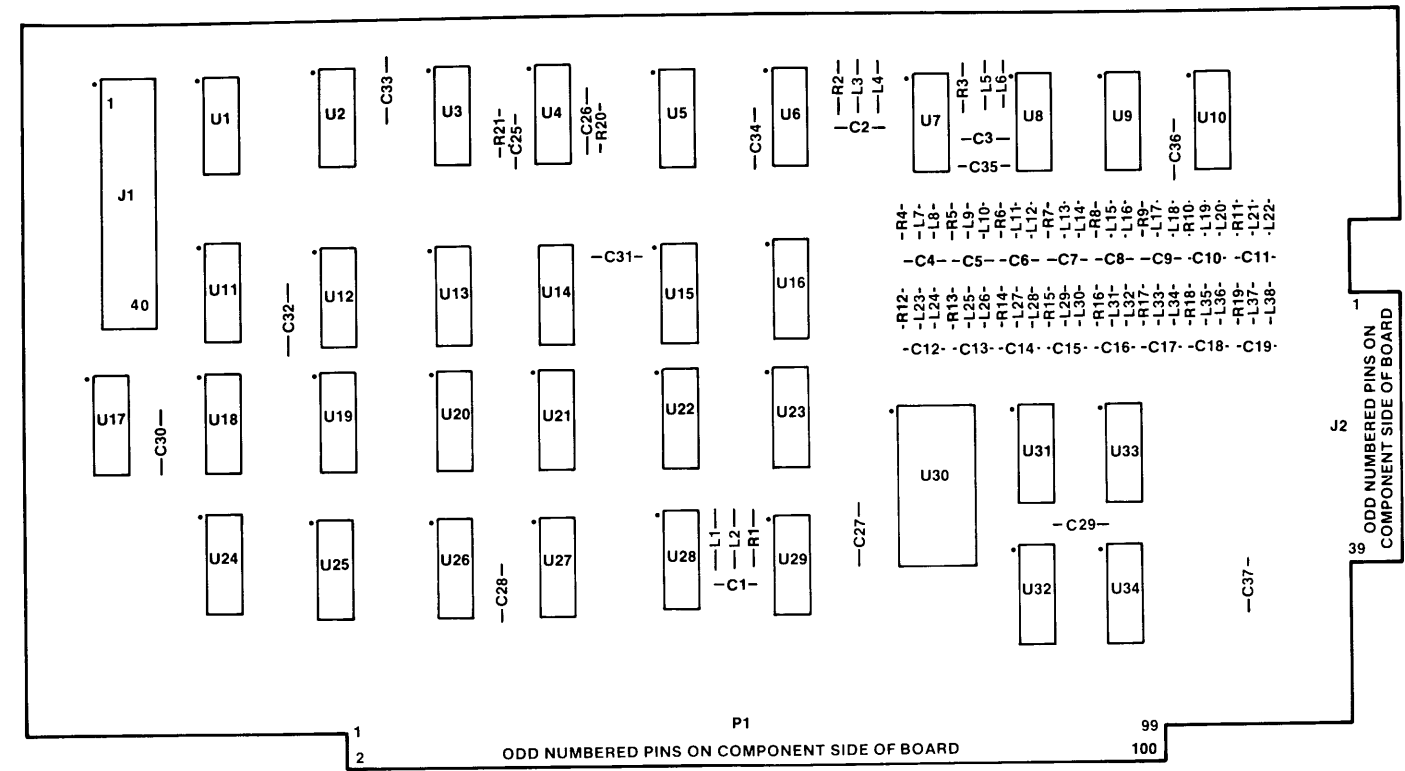 1
J1
40
U1
U2
C33
U3
R21
C25
U4
C26
R20
U5
C34
U6
R2
L3
L4
C2
U7
R3
L5
L6
C3
C35
U8
U9
C36
U10
R4 L7 L8 R5 L9 L10 R6 L11 L12 R7 L13 L14 R8 L15 L16 R9 L17 L18 R10 L19 L20 R11 L21 L22
C4 C5 C6 C7 C8 C9 C10 C11
R12 L23 L24 R13 L25 L26 R14 L27 L28 R15 L29 L30 R16 L31 L32 R17 L33 L34 R18 L35 L36 R19 L37 L38
C12 C13 C14 C15 C16 C17 C18 C19
U11
C32
U12
U13
U14
C31
U15
U16
U17
C30
U18
U19
U20
U21
U22
U23
U30
U31
U33
C29
U24
U25
U26
C28
U27
U28
L1
L2
R1
C1
U29
C27
U32
U34
C37
1
J2
39
ODD NUMBERED PINS ON
COMPONENT SIDE OF BOARD
P1
1
99
2
ODD NUMBERED PINS ON COMPONENT SIDE OF BOARD
100